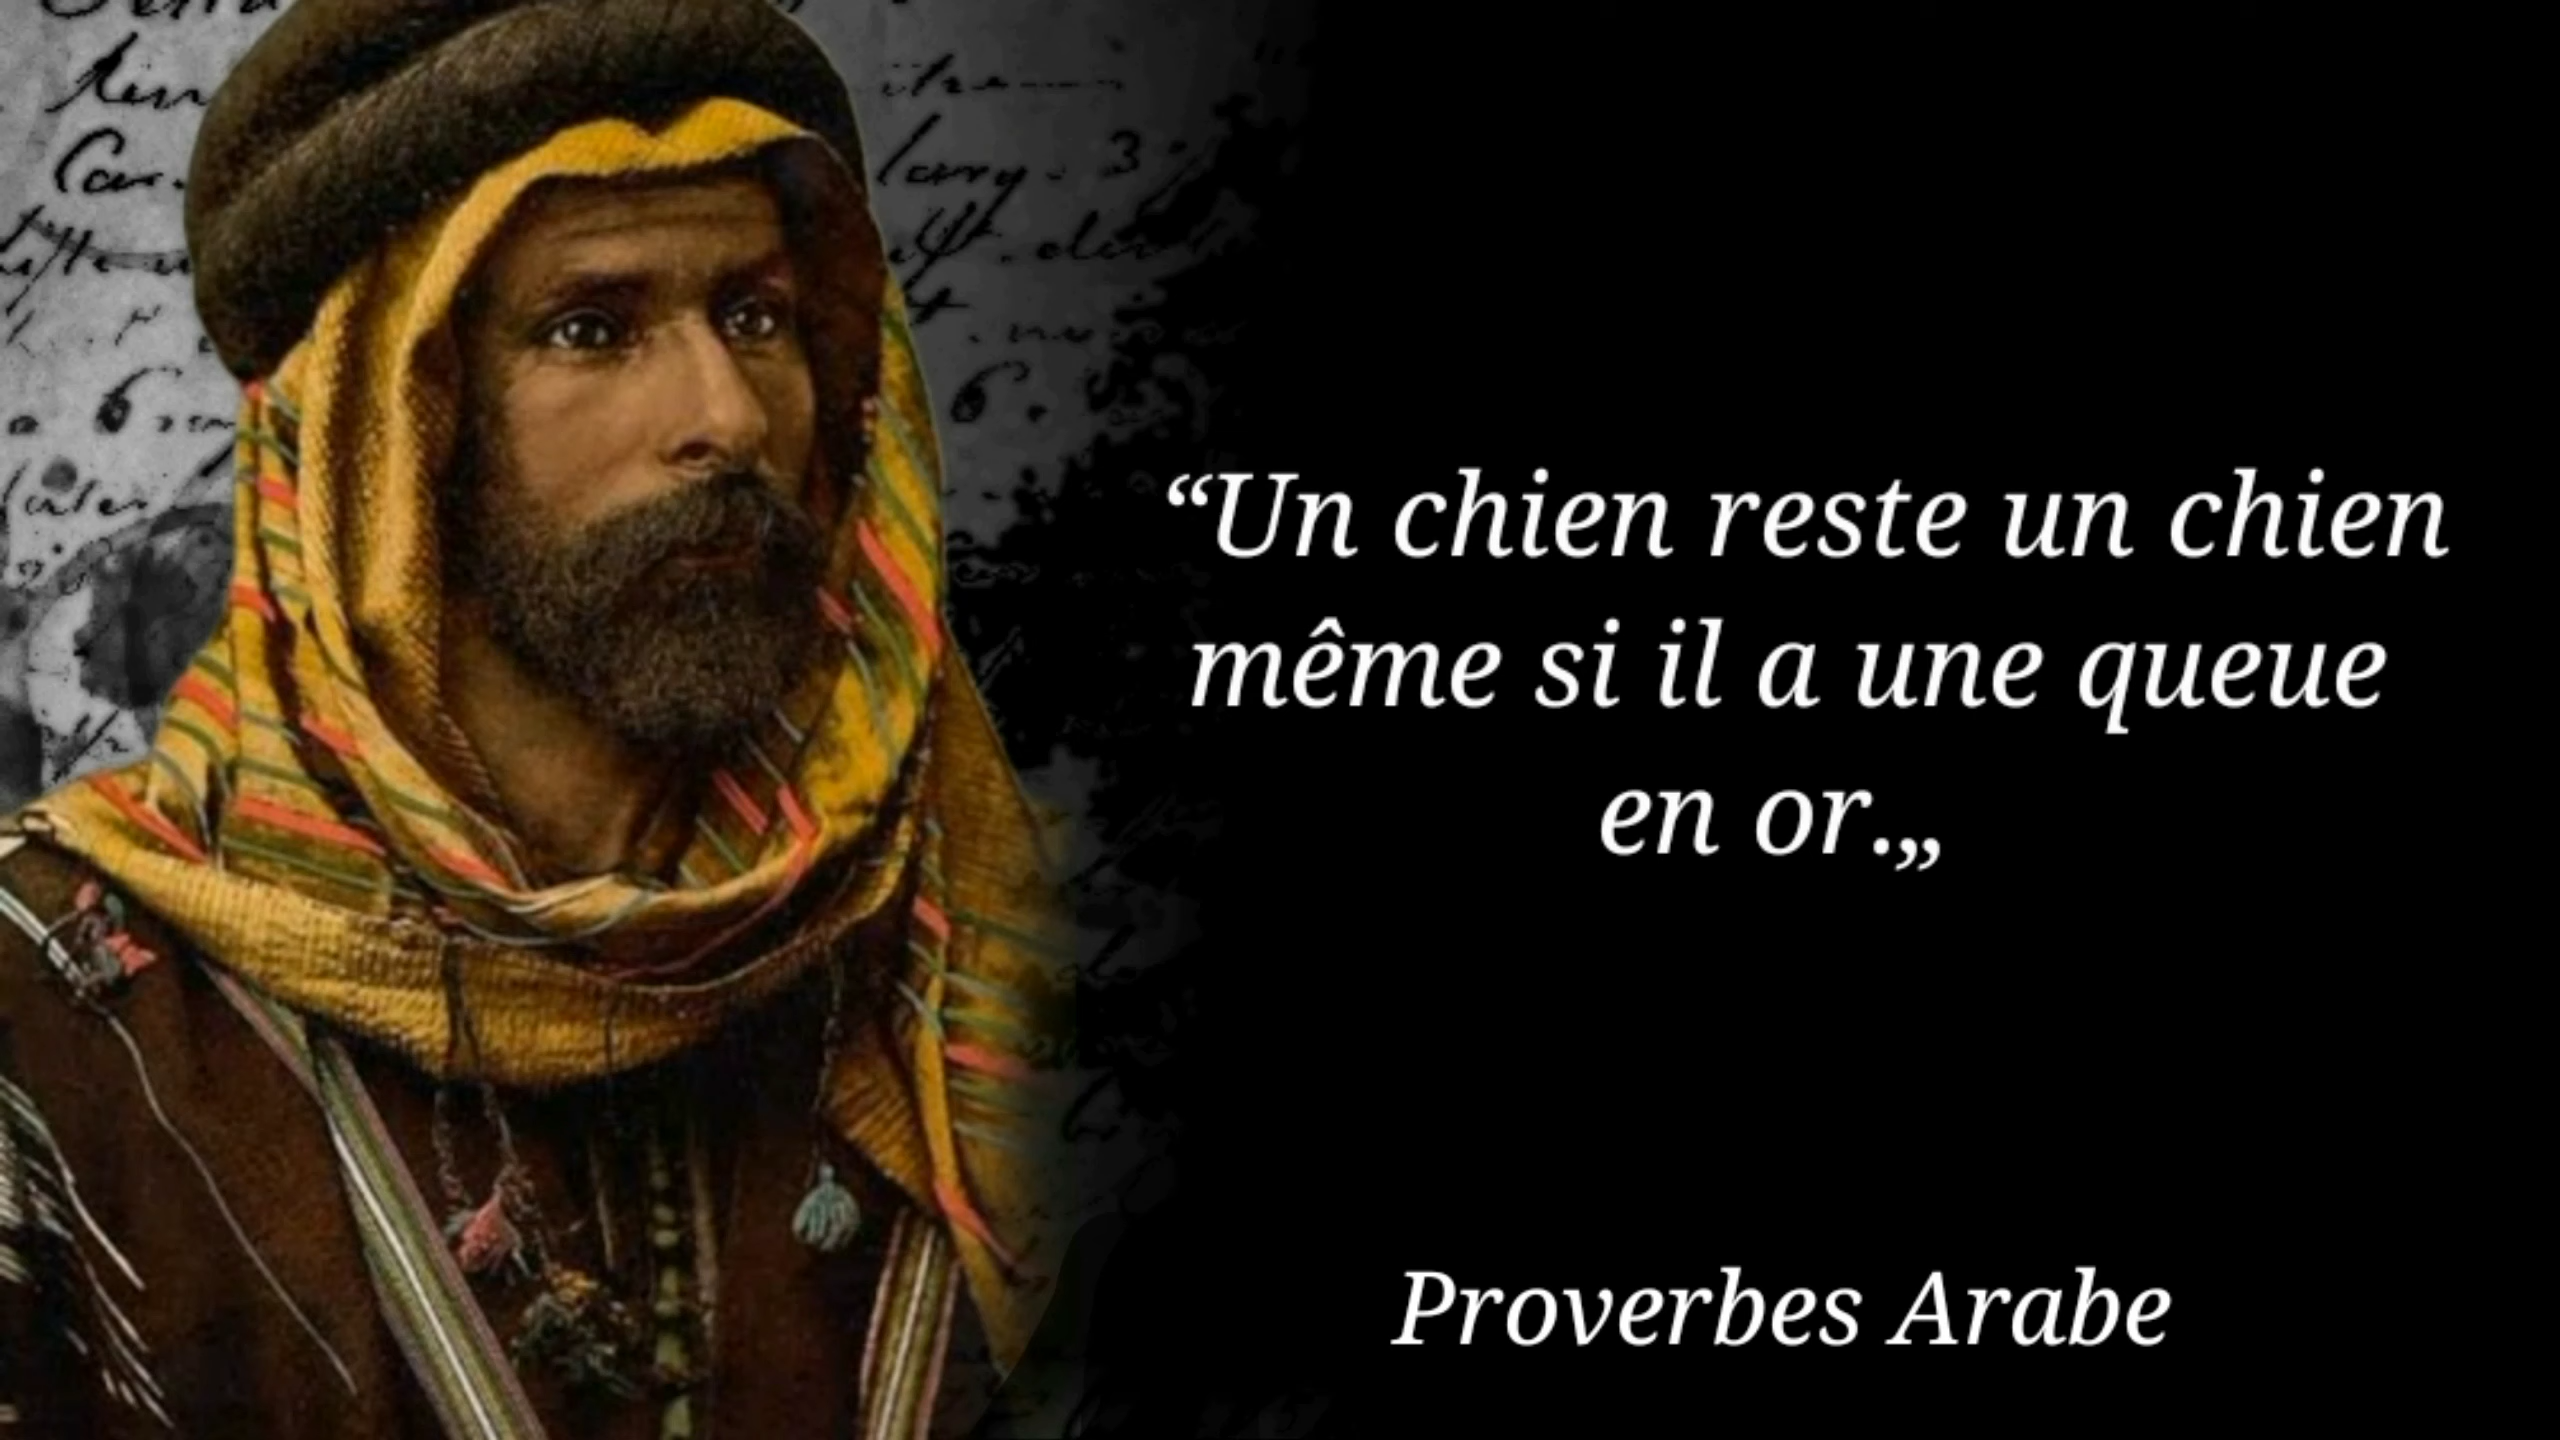 “Un chien reste un chien
même si il a une queue
en or.„
Proverbes Arabe